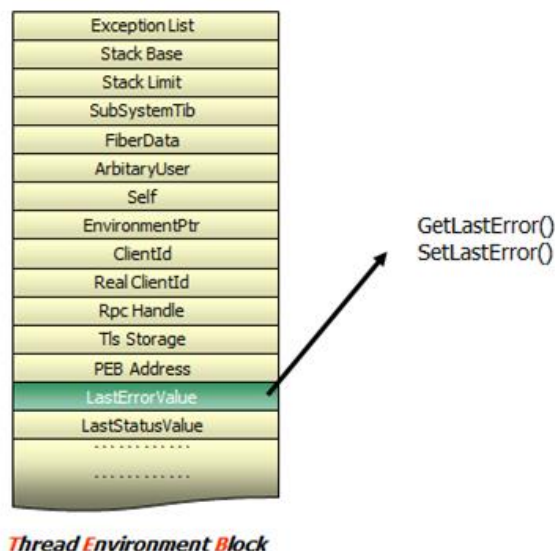 Exception List
Stack Base
Stack Limit
SubSystemTib
FiberData
ArbitaryUser
Self
EnvironmentPtr
ClientId
Real ClientId
Rpc Handle
Tls Storage
PEB Address
LastErrorValue
LastStatusValue
...........
...........
GetLastError()
SetLastError()
Thread Environment Block